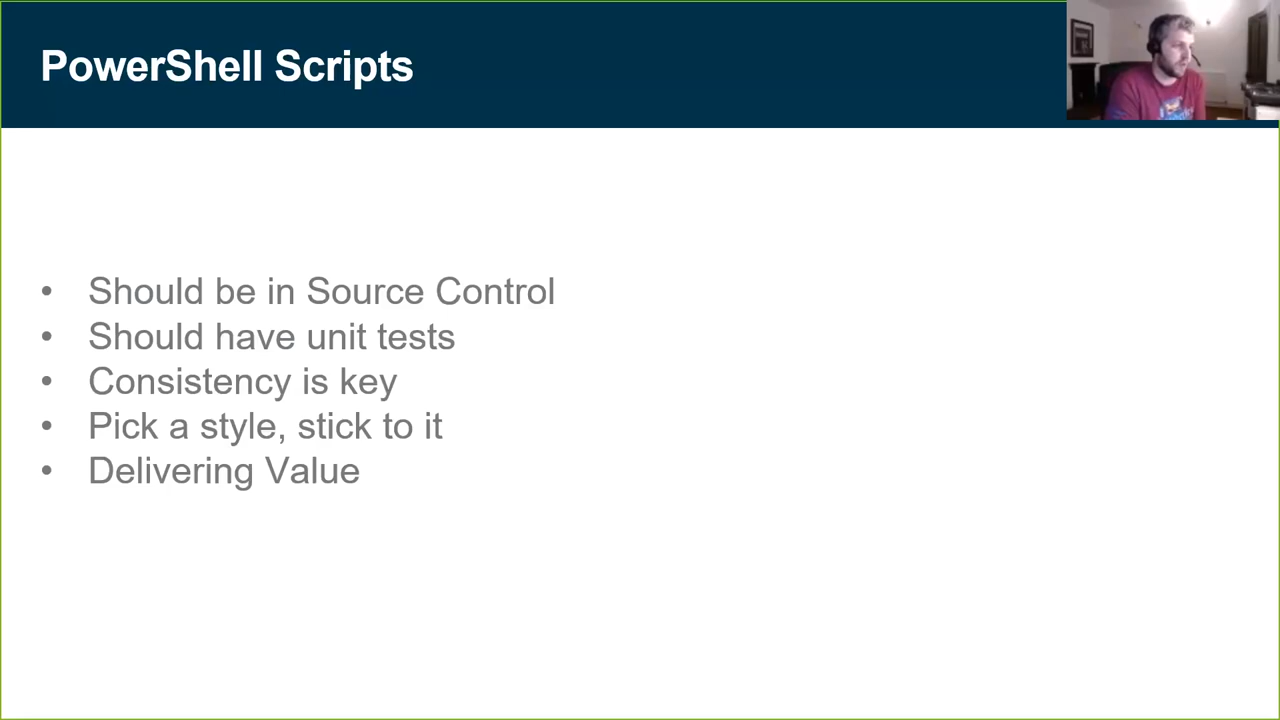 PowerShell Scripts
• Should be in Source Control
• Should have unit tests
• Consistency is key
• Pick a style, stick to it
• Delivering Value